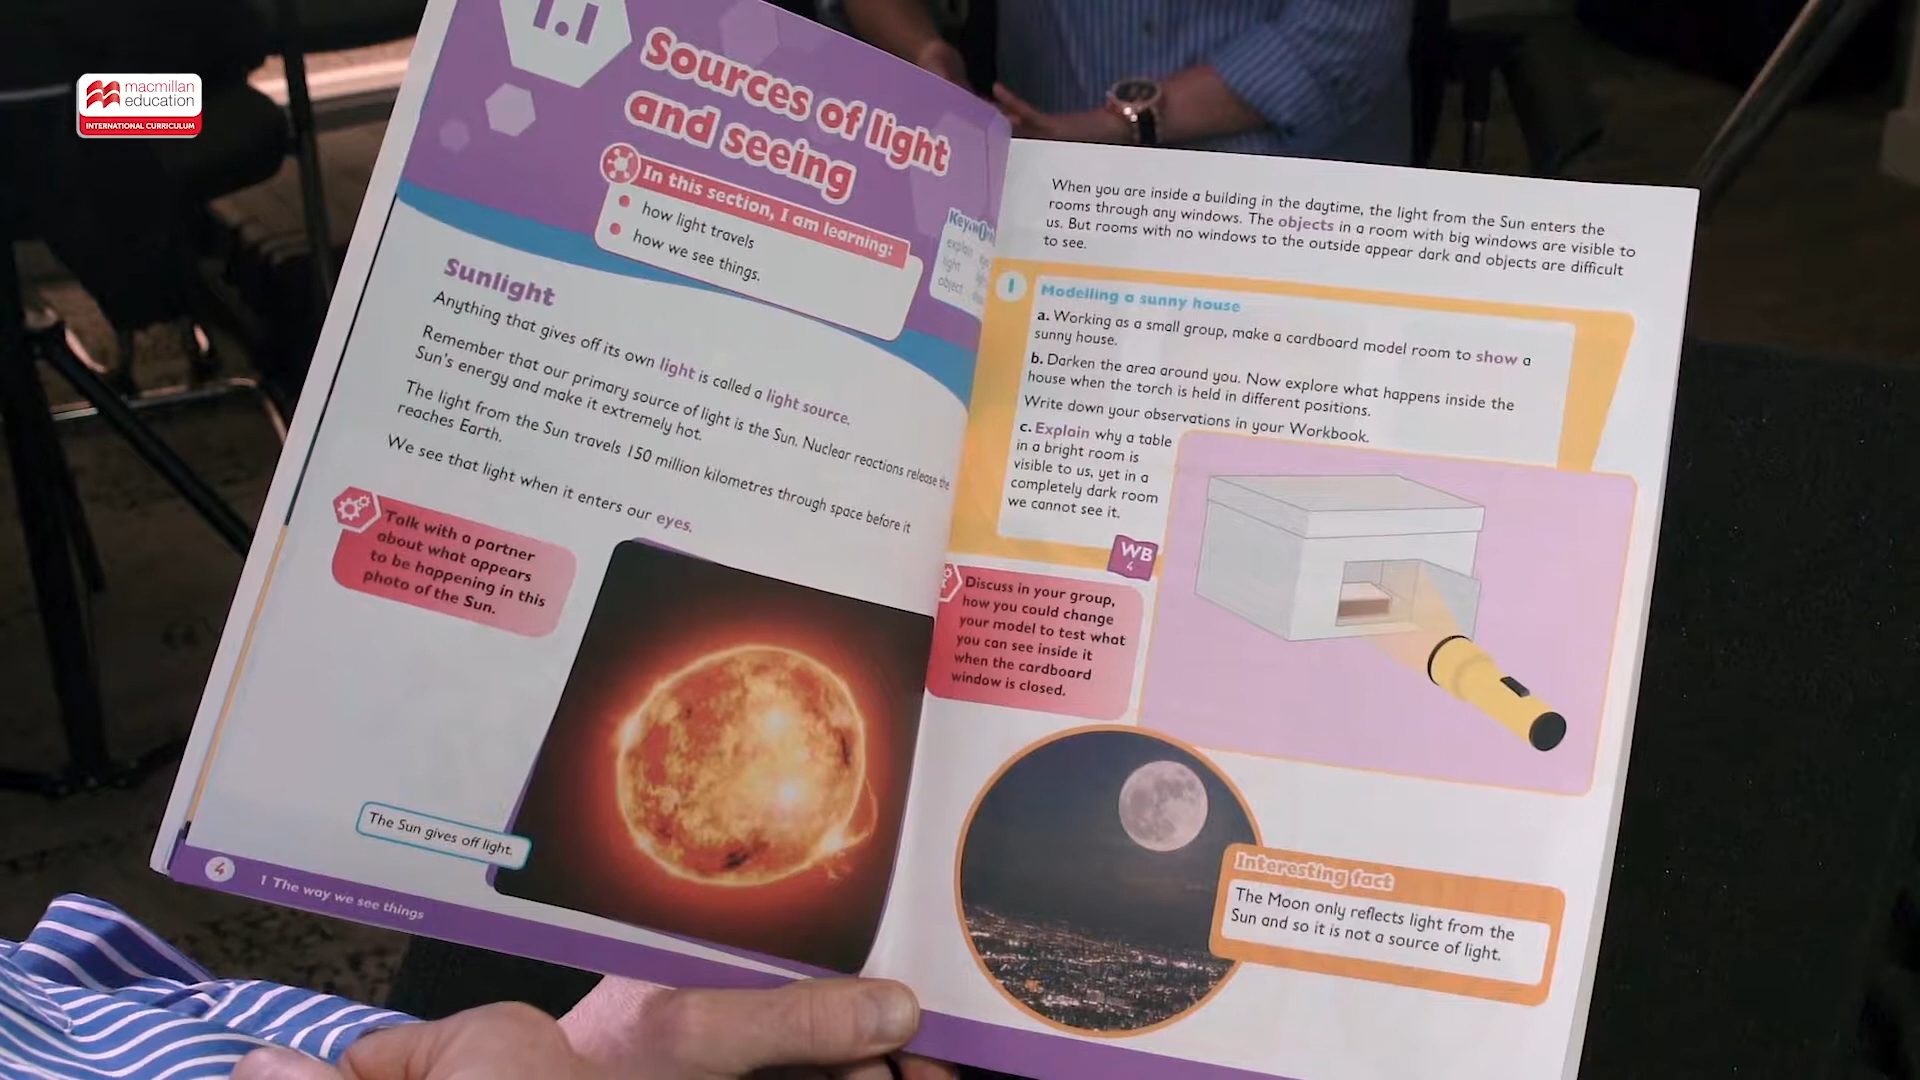 macmillan
education
INTERNATIONAL CURRICULUM
1.1
Sources of light
and seeing
In this section, I am learning:
how light travels
how we see things.
explain
light
object
Sunlight
Anything that gives off its own light is called a light source.
Remember that our primary source of light is the Sun. Nuclear reactions release the
Sun's energy and make it extremely hot.
The light from the Sun travels 150 million kilometres through space before it
reaches Earth.
We see that light when it enters our eyes.
Talk with a partner
about what appears
to be happening in this
photo of the Sun.
The Sun gives off light.
4
1 The way we see things
When you are inside a building in the daytime, the light from the Sun enters the
rooms through any windows. The objects in a room with big windows are visible to
us. But rooms with no windows to the outside appear dark and objects are difficult
to see.
1
Modelling a sunny house
a. Working as a small group, make a cardboard model room to show a
sunny house.
b. Darken the area around you. Now explore what happens inside the
house when the torch is held in different positions.
Write down your observations in your Workbook.
c. Explain why a table
in a bright room is
visible to us, yet in a
completely dark room
we cannot see it.
WB
4
Discuss in your group,
how you could change
your model to test what
you can see inside it
when the cardboard
window is closed.
Interesting fact
The Moon only reflects light from the
Sun and so it is not a source of light.